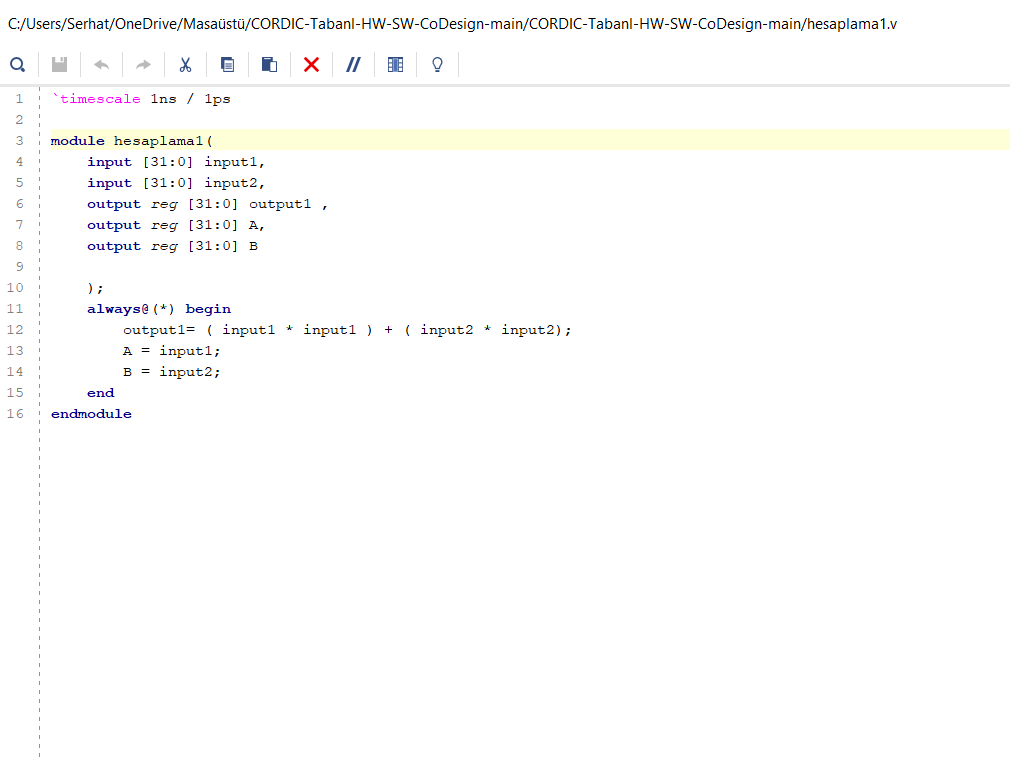 C:/Users/Serhat/OneDrive/Masaüstü/CORDIC-Tabanl-HW-SW-CoDesign-main/CORDIC-Tabanl-HW-SW-CoDesign-main/hesaplama1.v
1 `timescale 1ns / 1ps
2
3 module hesaplama1(
4 input [31:0] input1,
5 input [31:0] input2,
6 output reg [31:0] output1 ,
7 output reg [31:0] A,
8 output reg [31:0] B
9
10 );
11 always@(*) begin
12 output1= ( input1 * input1 ) + ( input2 * input2);
13 A = input1;
14 B = input2;
15 end
16 endmodule